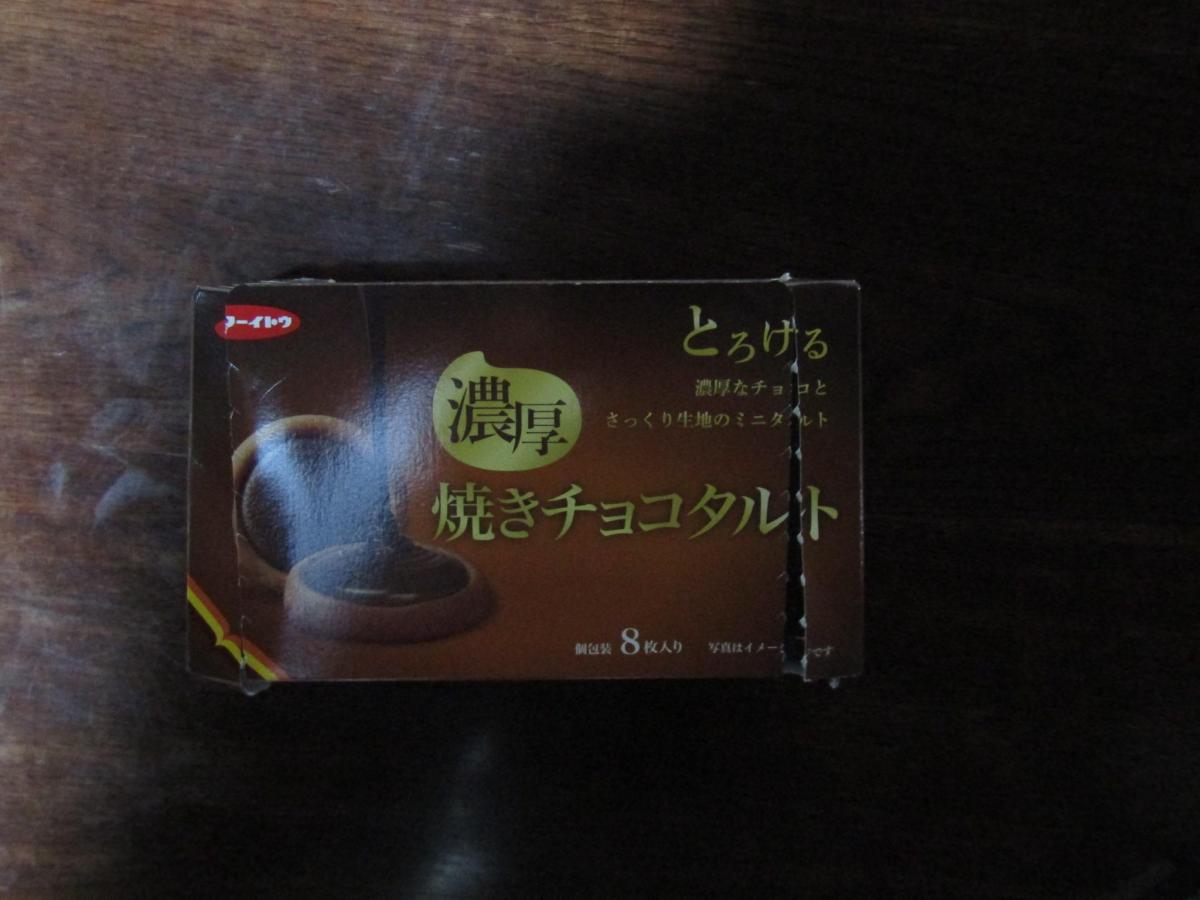 ーイトウ
とろける
濃厚なチョコと
さっくり生地のミニタルト
濃厚
焼きチョコタルト
個包装 8枚入り 写真はイメージです